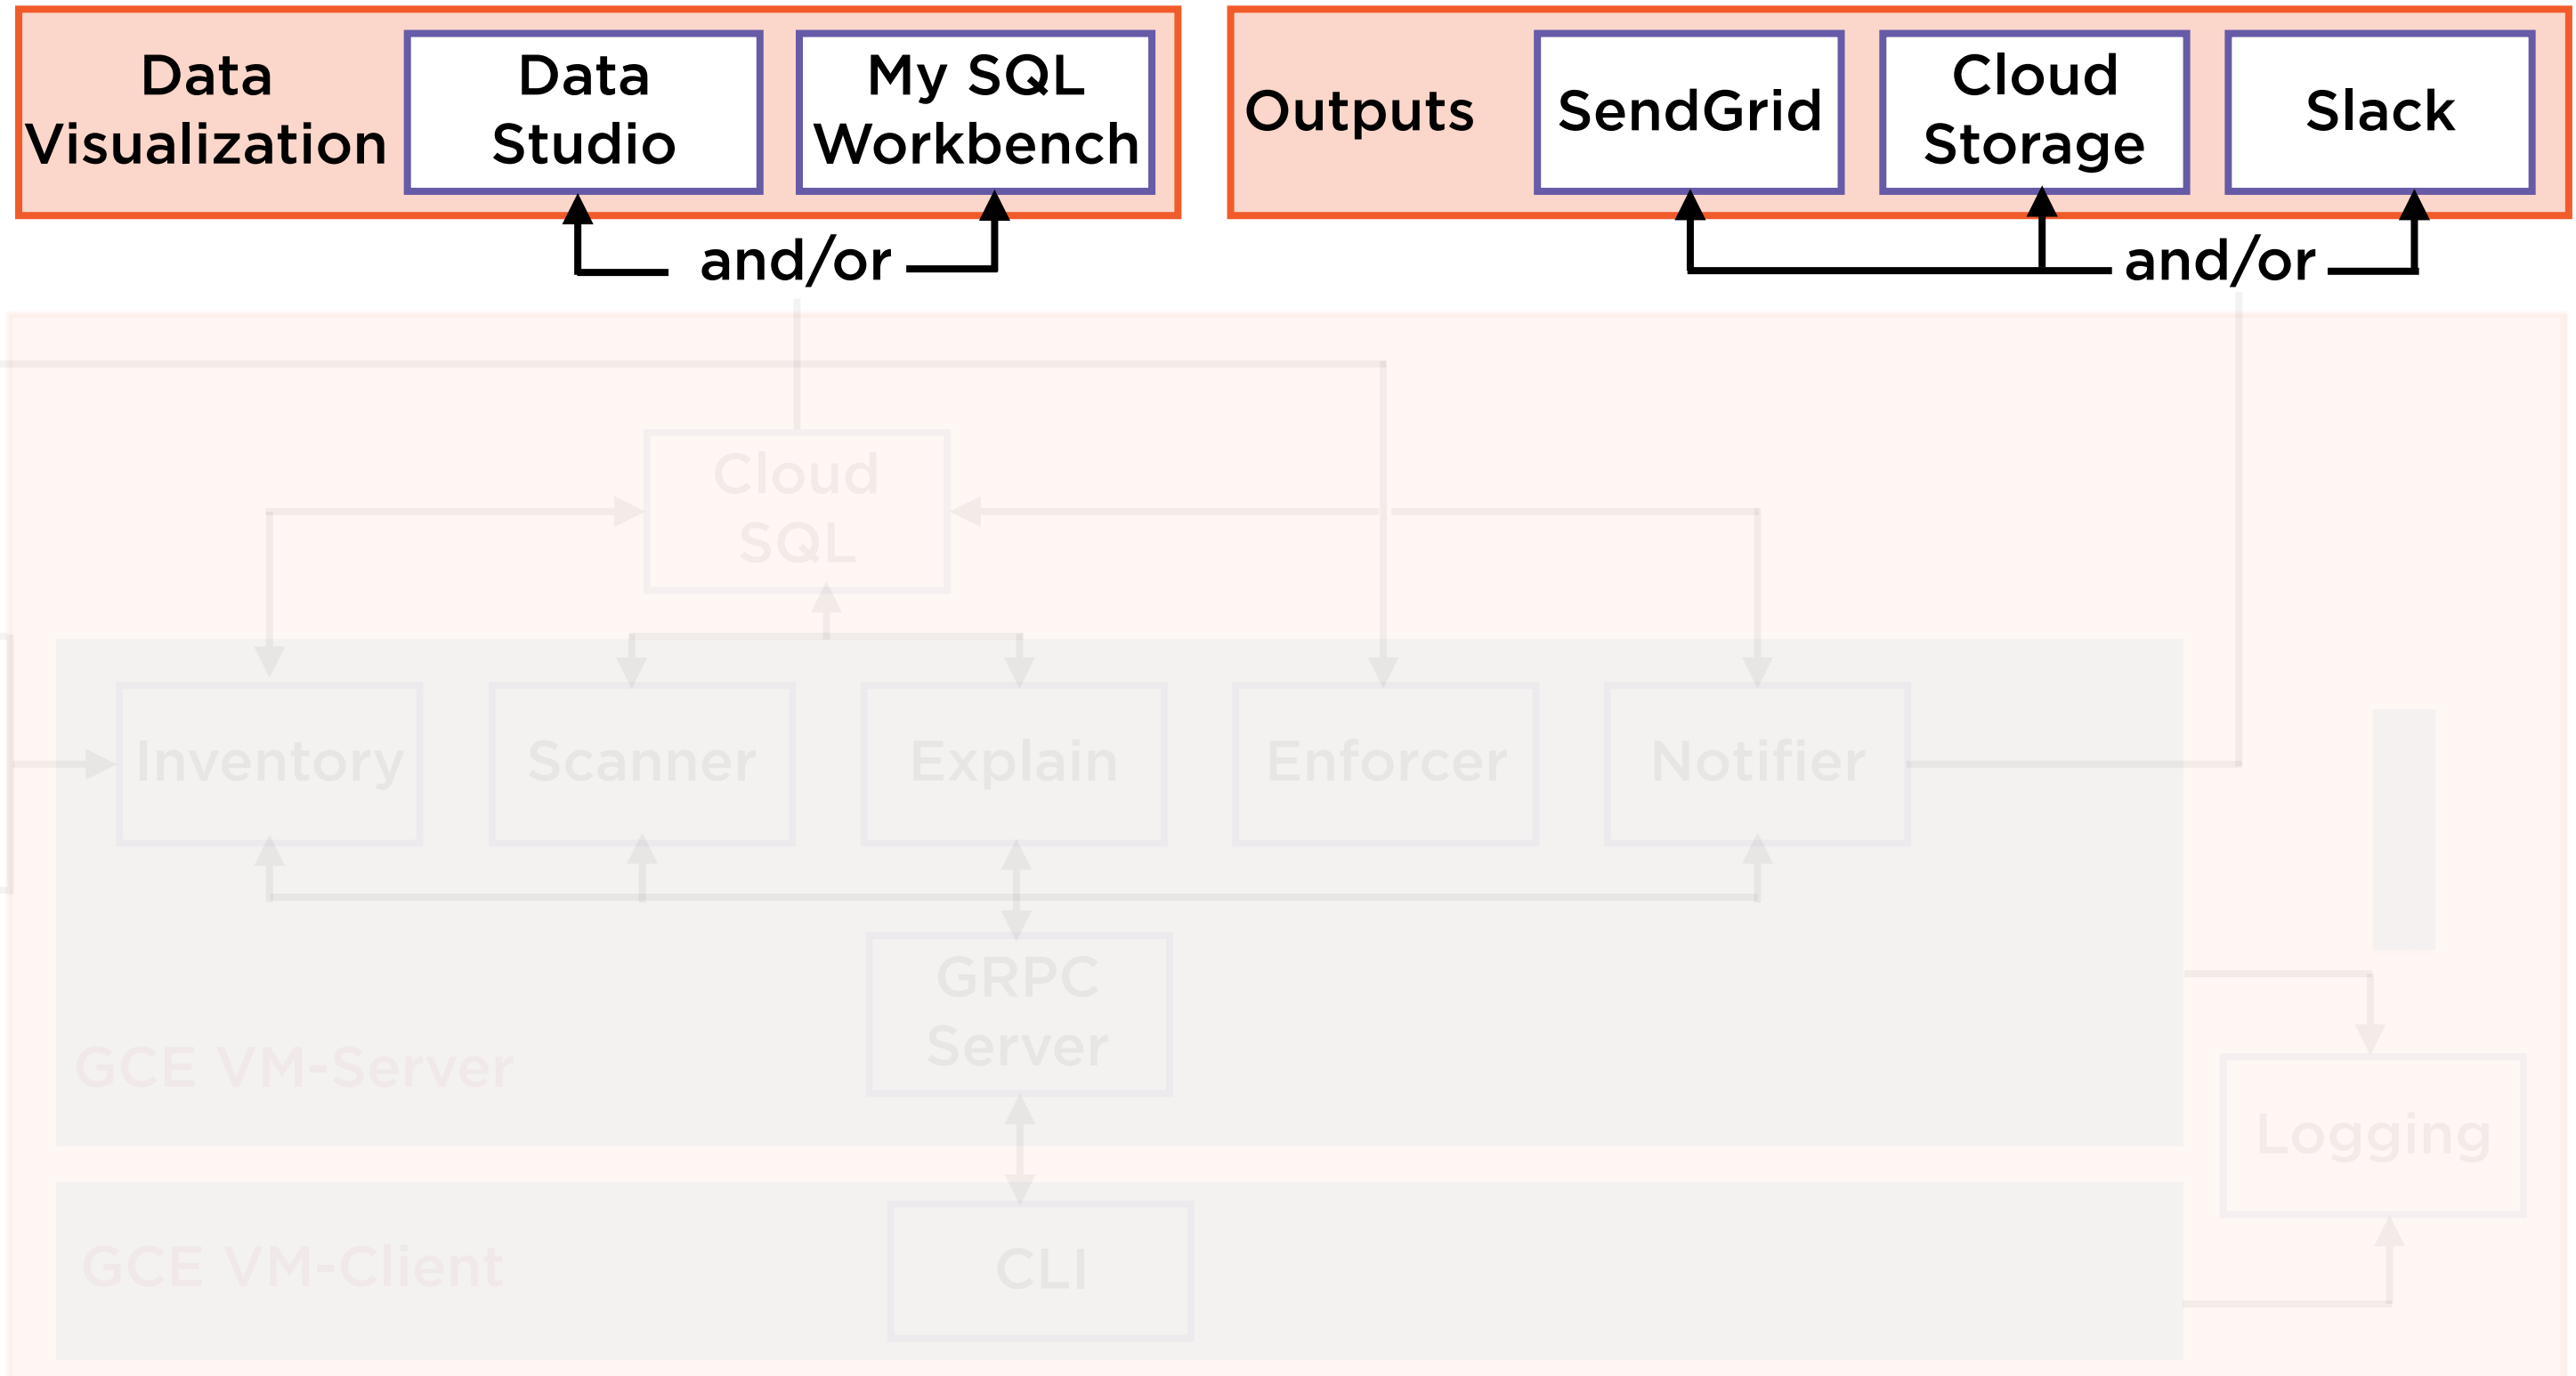 Data
Visualization
Data
Studio
My SQL
Workbench
Outputs
SendGrid
Cloud
Storage
Slack
and/or
and/or
Cloud
SQL
Inventory
Scanner
Explain
Enforcer
Notifier
GRPC
Server
GCE VM-Server
Logging
GCE VM-Client
CLI